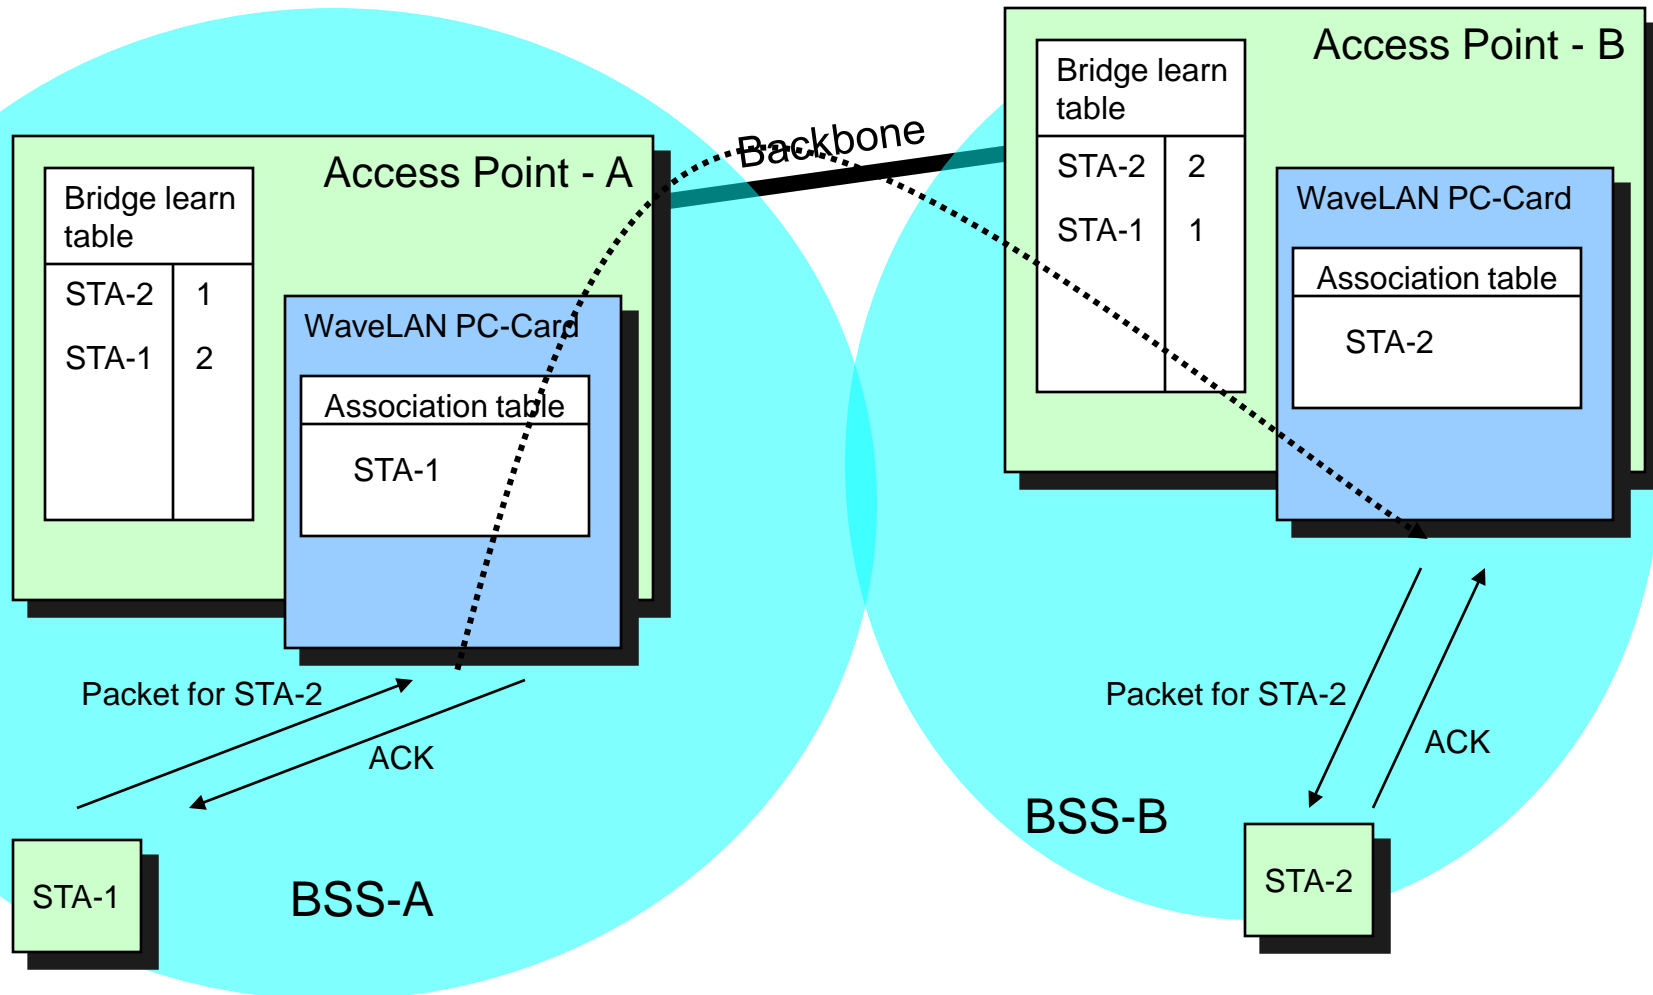 Access Point - A
Bridge learn
table
STA-2 1
STA-1 2
WaveLAN PC-Card
Association table
STA-1
Packet for STA-2
ACK
STA-1
BSS-A
Backbone
Access Point - B
Bridge learn
table
STA-2 2
STA-1 1
WaveLAN PC-Card
Association table
STA-2
Packet for STA-2
ACK
BSS-B
STA-2